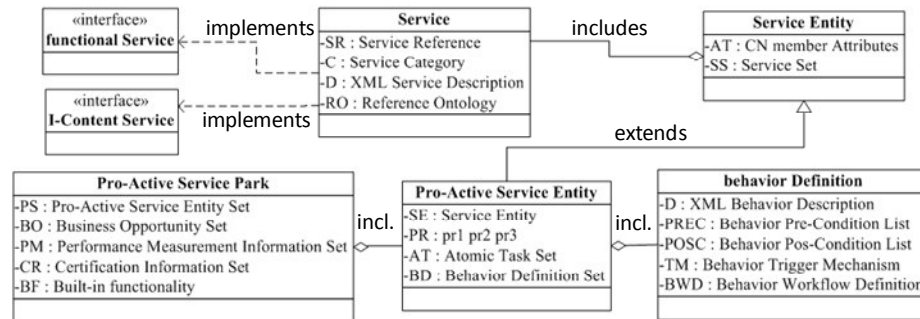 «interface»
functional Service
implements
Service
-SR : Service Reference
-C : Service Category
-D : XML Service Description
-RO : Reference Ontology
includes
Service Entity
-AT : CN member Attributes
-SS : Service Set
«interface»
I-Content Service
implements
extends
Pro-Active Service Park
-PS : Pro-Active Service Entity Set
-BO : Business Opportunity Set
-PM : Performance Measurement Information Set
-CR : Certification Information Set
-BF : Built-in functionality
incl.
Pro-Active Service Entity
-SE : Service Entity
-PR : pr1 pr2 pr3
-AT : Atomic Task Set
-BD : Behavior Definition Set
incl.
behavior Definition
-D : XML Behavior Description
-PREC : Behavior Pre-Condition List
-POSC : Behavior Pos-Condition List
-TM : Behavior Trigger Mechanism
-BWD : Behavior Workflow Definition